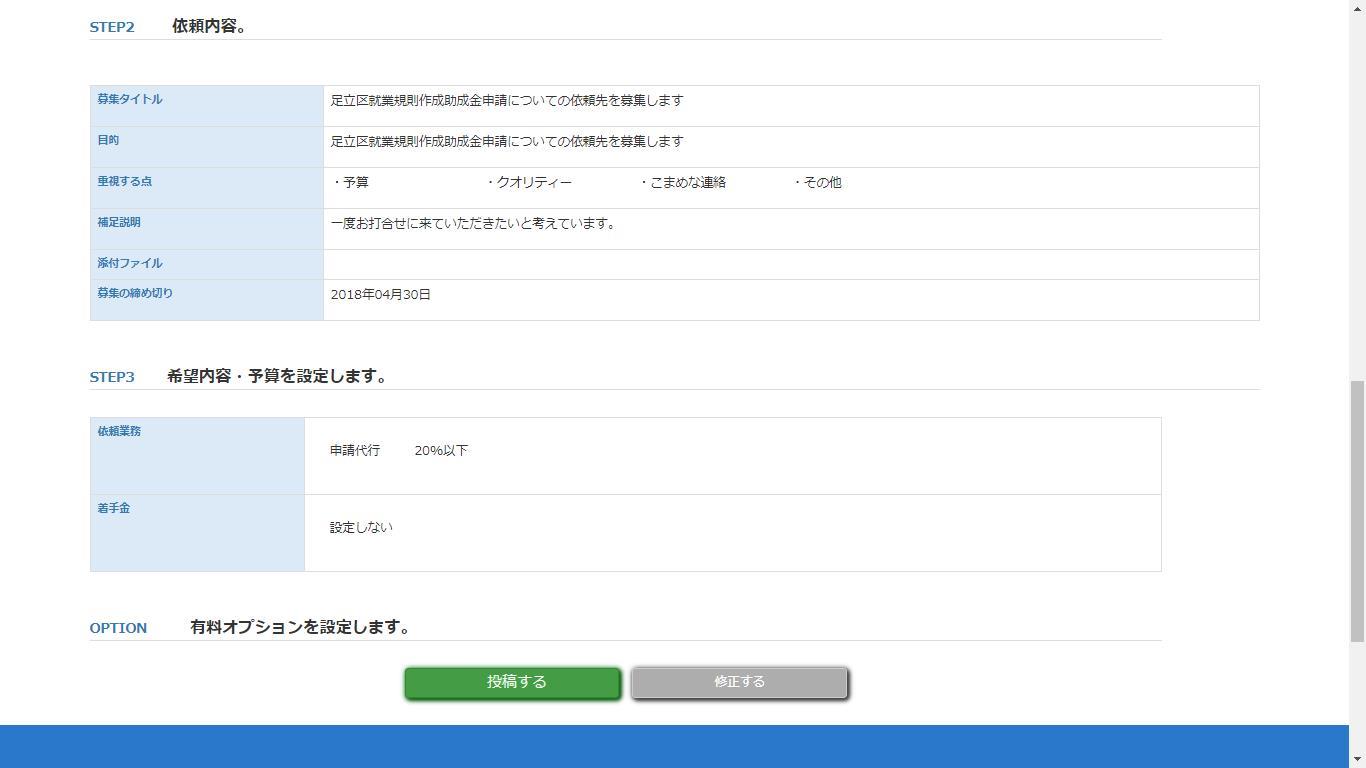 STEP2 依頼内容。
募集タイトル 足立区就業規則作成助成金申請についての依頼先を募集します
目的 足立区就業規則作成助成金申請についての依頼先を募集します
重視する点 ・予算 ・クオリティー ・こまめな連絡 ・その他
補足説明 一度お打合せに来ていただきたいと考えています。
添付ファイル
募集の締め切り 2018年04月30日
STEP3 希望内容・予算を設定します。
依頼業務 申請代行 20%以下
着手金 設定しない
OPTION 有料オプションを設定します。
投稿する 修正する